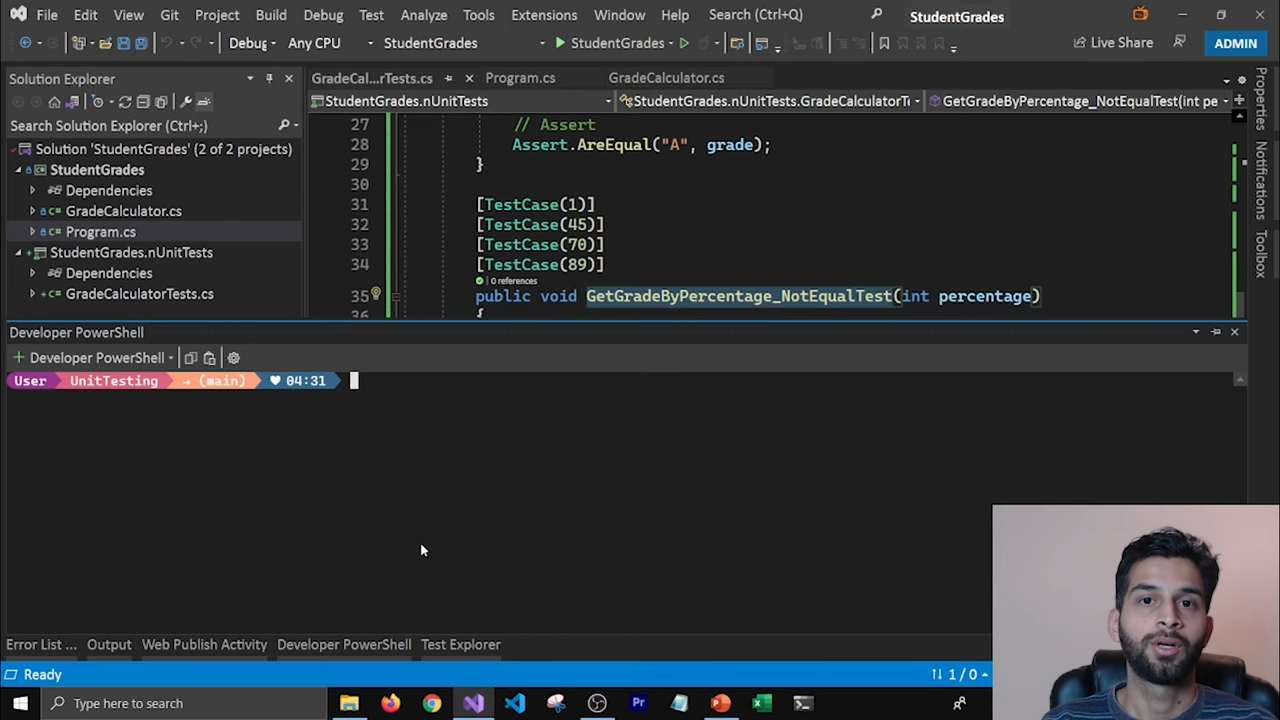 File Edit View Git Project Build Debug Test Analyze Tools Extensions Window Help Search (Ctrl+Q) StudentGrades
Debug Any CPU StudentGrades StudentGrades Live Share ADMIN
Solution Explorer
Search Solution Explorer (Ctrl+;)
Solution 'StudentGrades' (2 of 2 projects)
StudentGrades
Dependencies
GradeCalculator.cs
Program.cs
StudentGrades.nUnitTests
Dependencies
GradeCalculatorTests.cs
GradeCal...rTests.cs Program.cs GradeCalculator.cs
StudentGrades.nUnitTests StudentGrades.nUnitTests.GradeCalculatorT GetGradeByPercentage_NotEqualTest(int pe
27 // Assert
28 Assert.AreEqual("A", grade);
29 }
30
31 [TestCase(1)]
32 [TestCase(45)]
33 [TestCase(70)]
34 [TestCase(89)]
0 references
35 public void GetGradeByPercentage_NotEqualTest(int percentage)
36 {
Properties
Notifications
Toolbox
Developer PowerShell
+ Developer PowerShell
User UnitTesting → (main) ♥ 04:31
Error List ... Output Web Publish Activity Developer PowerShell Test Explorer
Ready 1 / 0
Type here to search